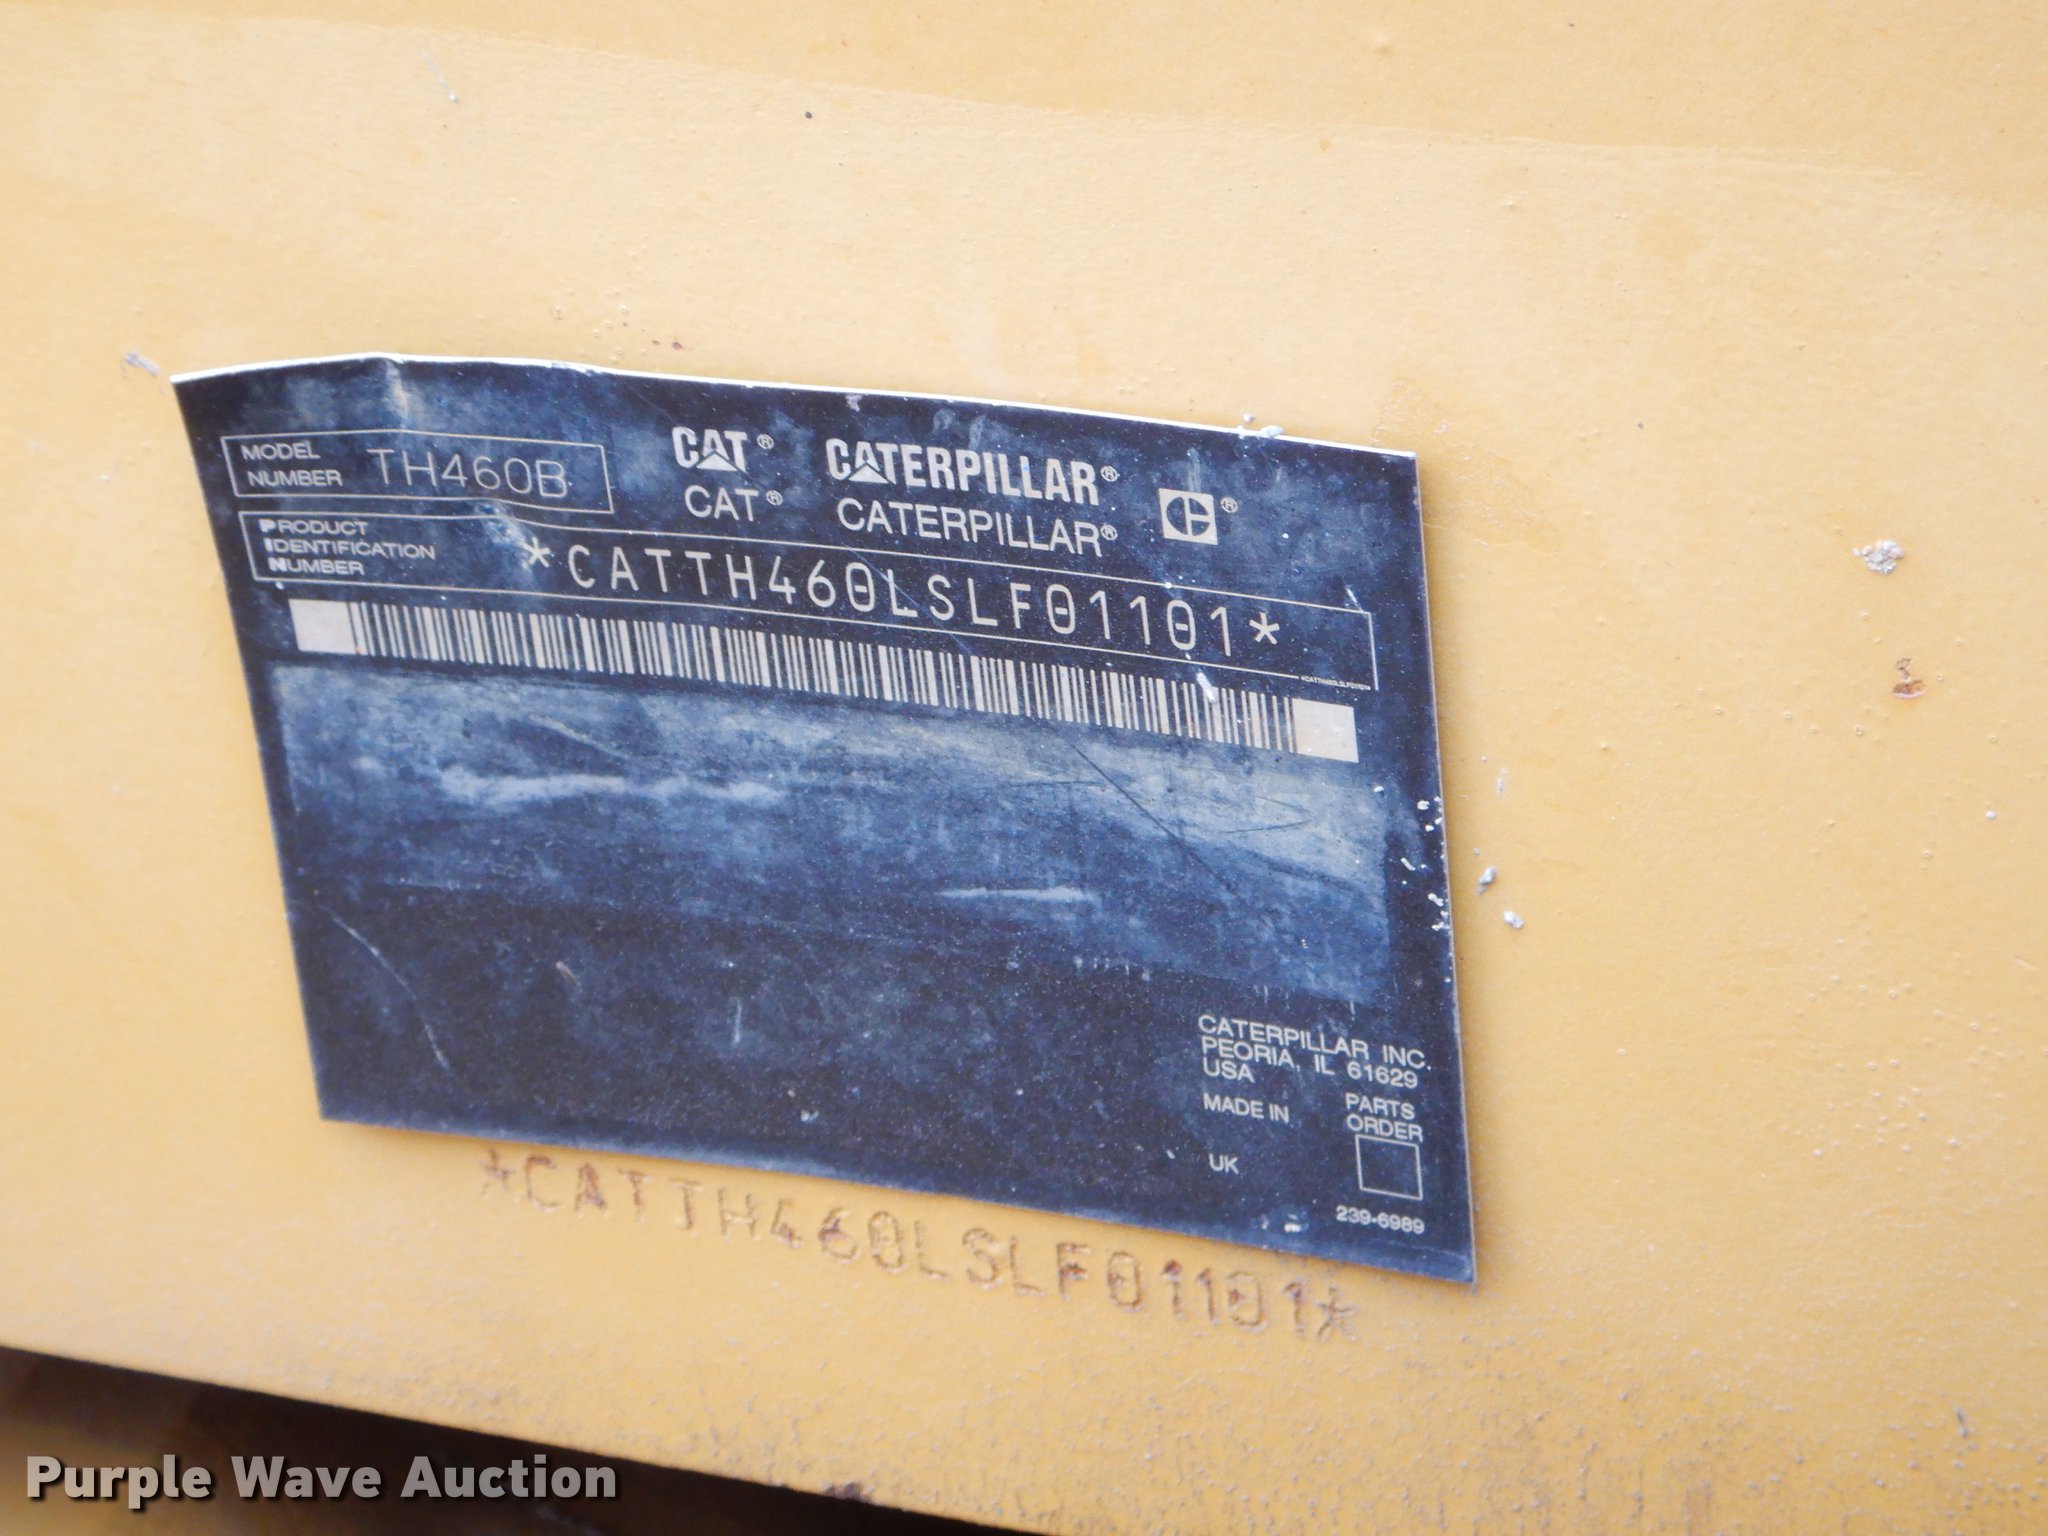 MODEL
NUMBER TH460B
CAT® CATERPILLAR®
CAT® CATERPILLAR® ®
PRODUCT
IDENTIFICATION
NUMBER
*CATTH460LSLF01101*
*CATTH460LSLF01101*
CATERPILLAR INC.
PEORIA, IL 61629
USA
MADE IN
UK
PARTS
ORDER
239-6989
*CATTH460LSLF01101*
Purple Wave Auction